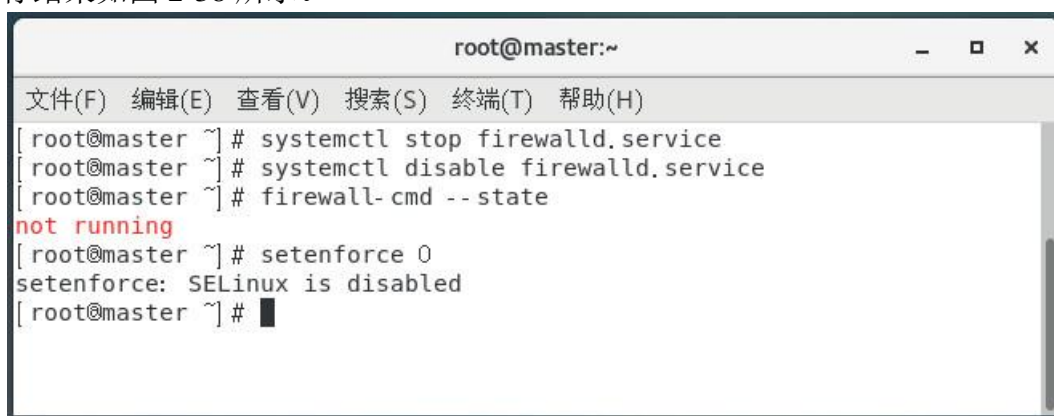 root@master:~
文件(F) 编辑(E) 查看(V) 搜索(S) 终端(T) 帮助(H)
[root@master ~]# systemctl stop firewalld.service
[root@master ~]# systemctl disable firewalld.service
[root@master ~]# firewall-cmd --state
not running
[root@master ~]# setenforce 0
setenforce: SELinux is disabled
[root@master ~]#